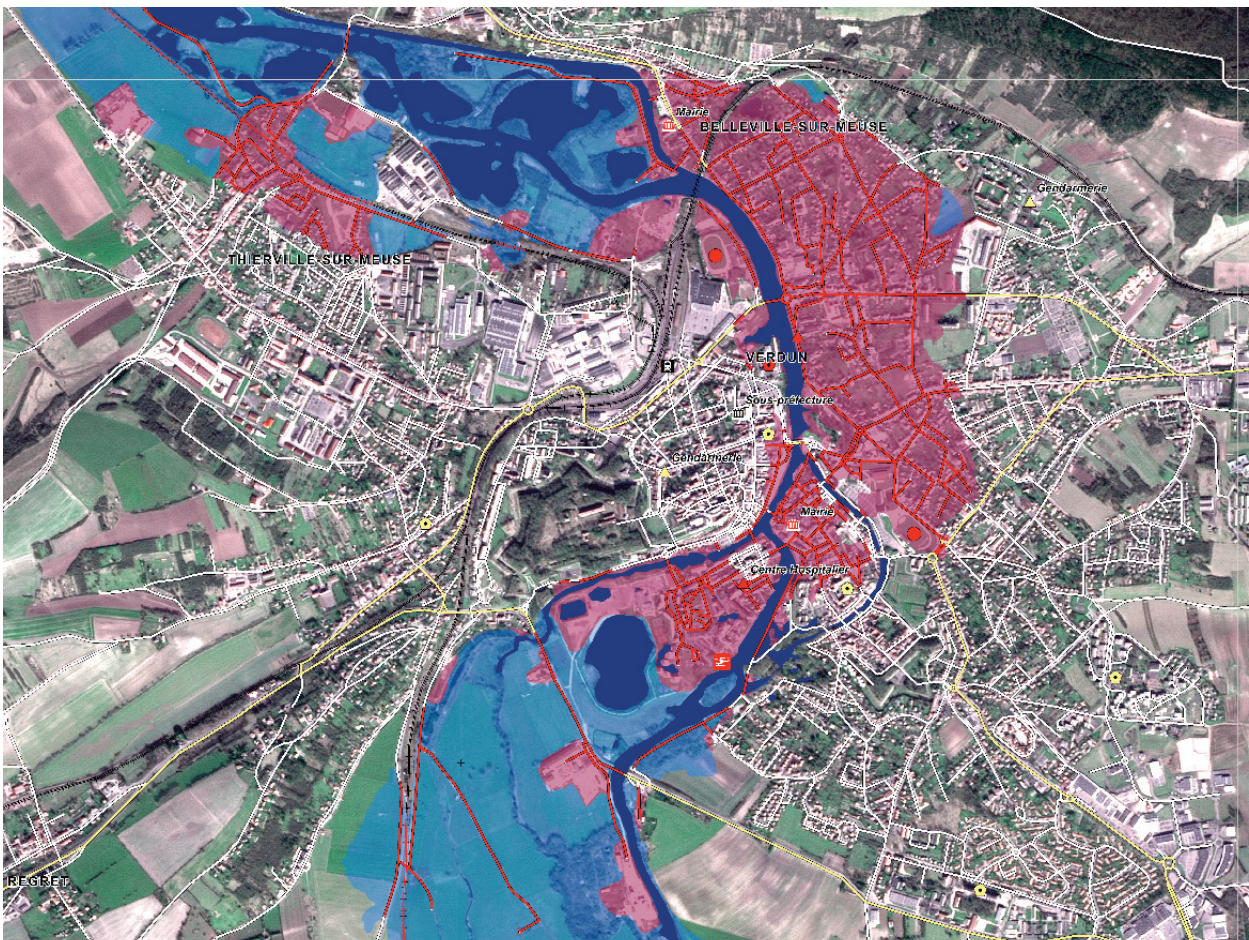 Mairie
BELLEVILLE-SUR-MEUSE
Gendarmerie
THIERVILLE-SUR-MEUSE
VERDUN
Sous-préfecture
Gendarmerie
Mairie
Centre Hospitalier
REGRET